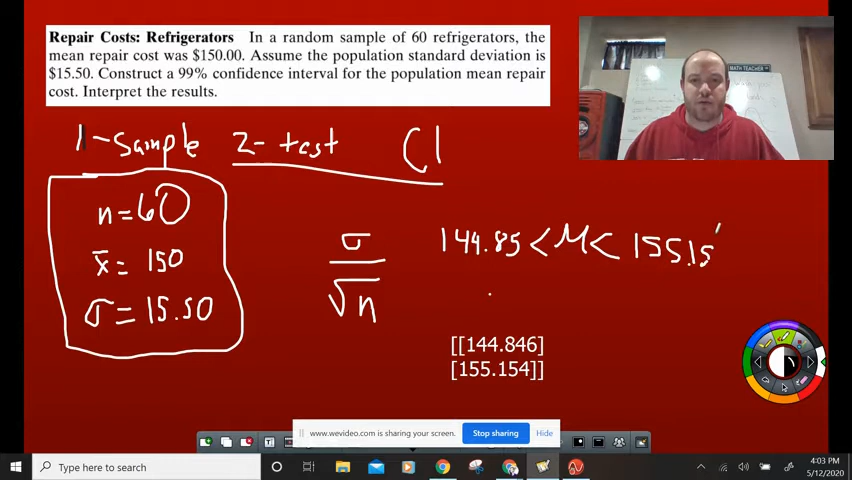 Repair Costs: Refrigerators In a random sample of 60 refrigerators, the
mean repair cost was $150.00. Assume the population standard deviation is
$15.50. Construct a 99% confidence interval for the population mean repair
cost. Interpret the results.
MATH TEACHER
1-Sample Z-test CI
n=60
x̄= 150
σ=15.50
σ
√n
144.85 < M < 155.15
[[144.846]
[155.154]]
www.wevideo.com is sharing your screen. Stop sharing Hide
Type here to search
4:03 PM
5/12/2020